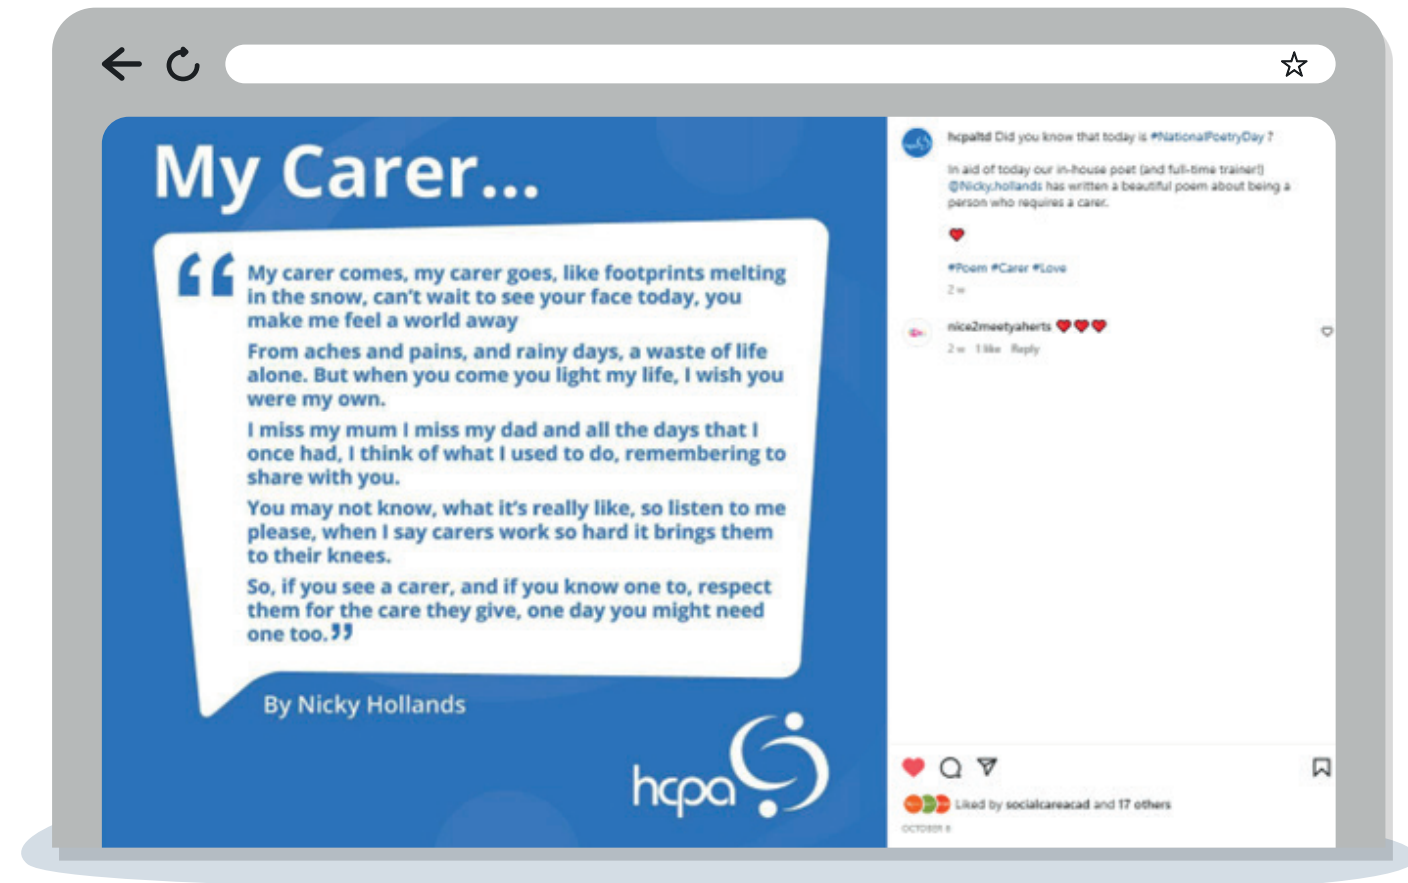 My Carer...
“ My carer comes, my carer goes, like footprints melting
in the snow, can't wait to see your face today, you
make me feel a world away
From aches and pains, and rainy days, a waste of life
alone. But when you come you light my life, I wish you
were my own.
I miss my mum I miss my dad and all the days that I
once had, I think of what I used to do, remembering to
share with you.
You may not know, what it's really like, so listen to me
please, when I say carers work so hard it brings them
to their knees.
So, if you see a carer, and if you know one to, respect
them for the care they give, one day you might need
one too.”
By Nicky Hollands
hcpa
hcpaltd Did you know that today is #NationalPoetryDay ?
In aid of today our in-house poet (and full-time trainer!)
@Nicky.hollands has written a beautiful poem about being a
person who requires a carer.
❤️
#Poem #Carer #Love
2 w
nice2meetyaherts ❤️❤️❤️
2 w 1 like Reply
Liked by socialcareacad and 17 others
OCTOBER 6